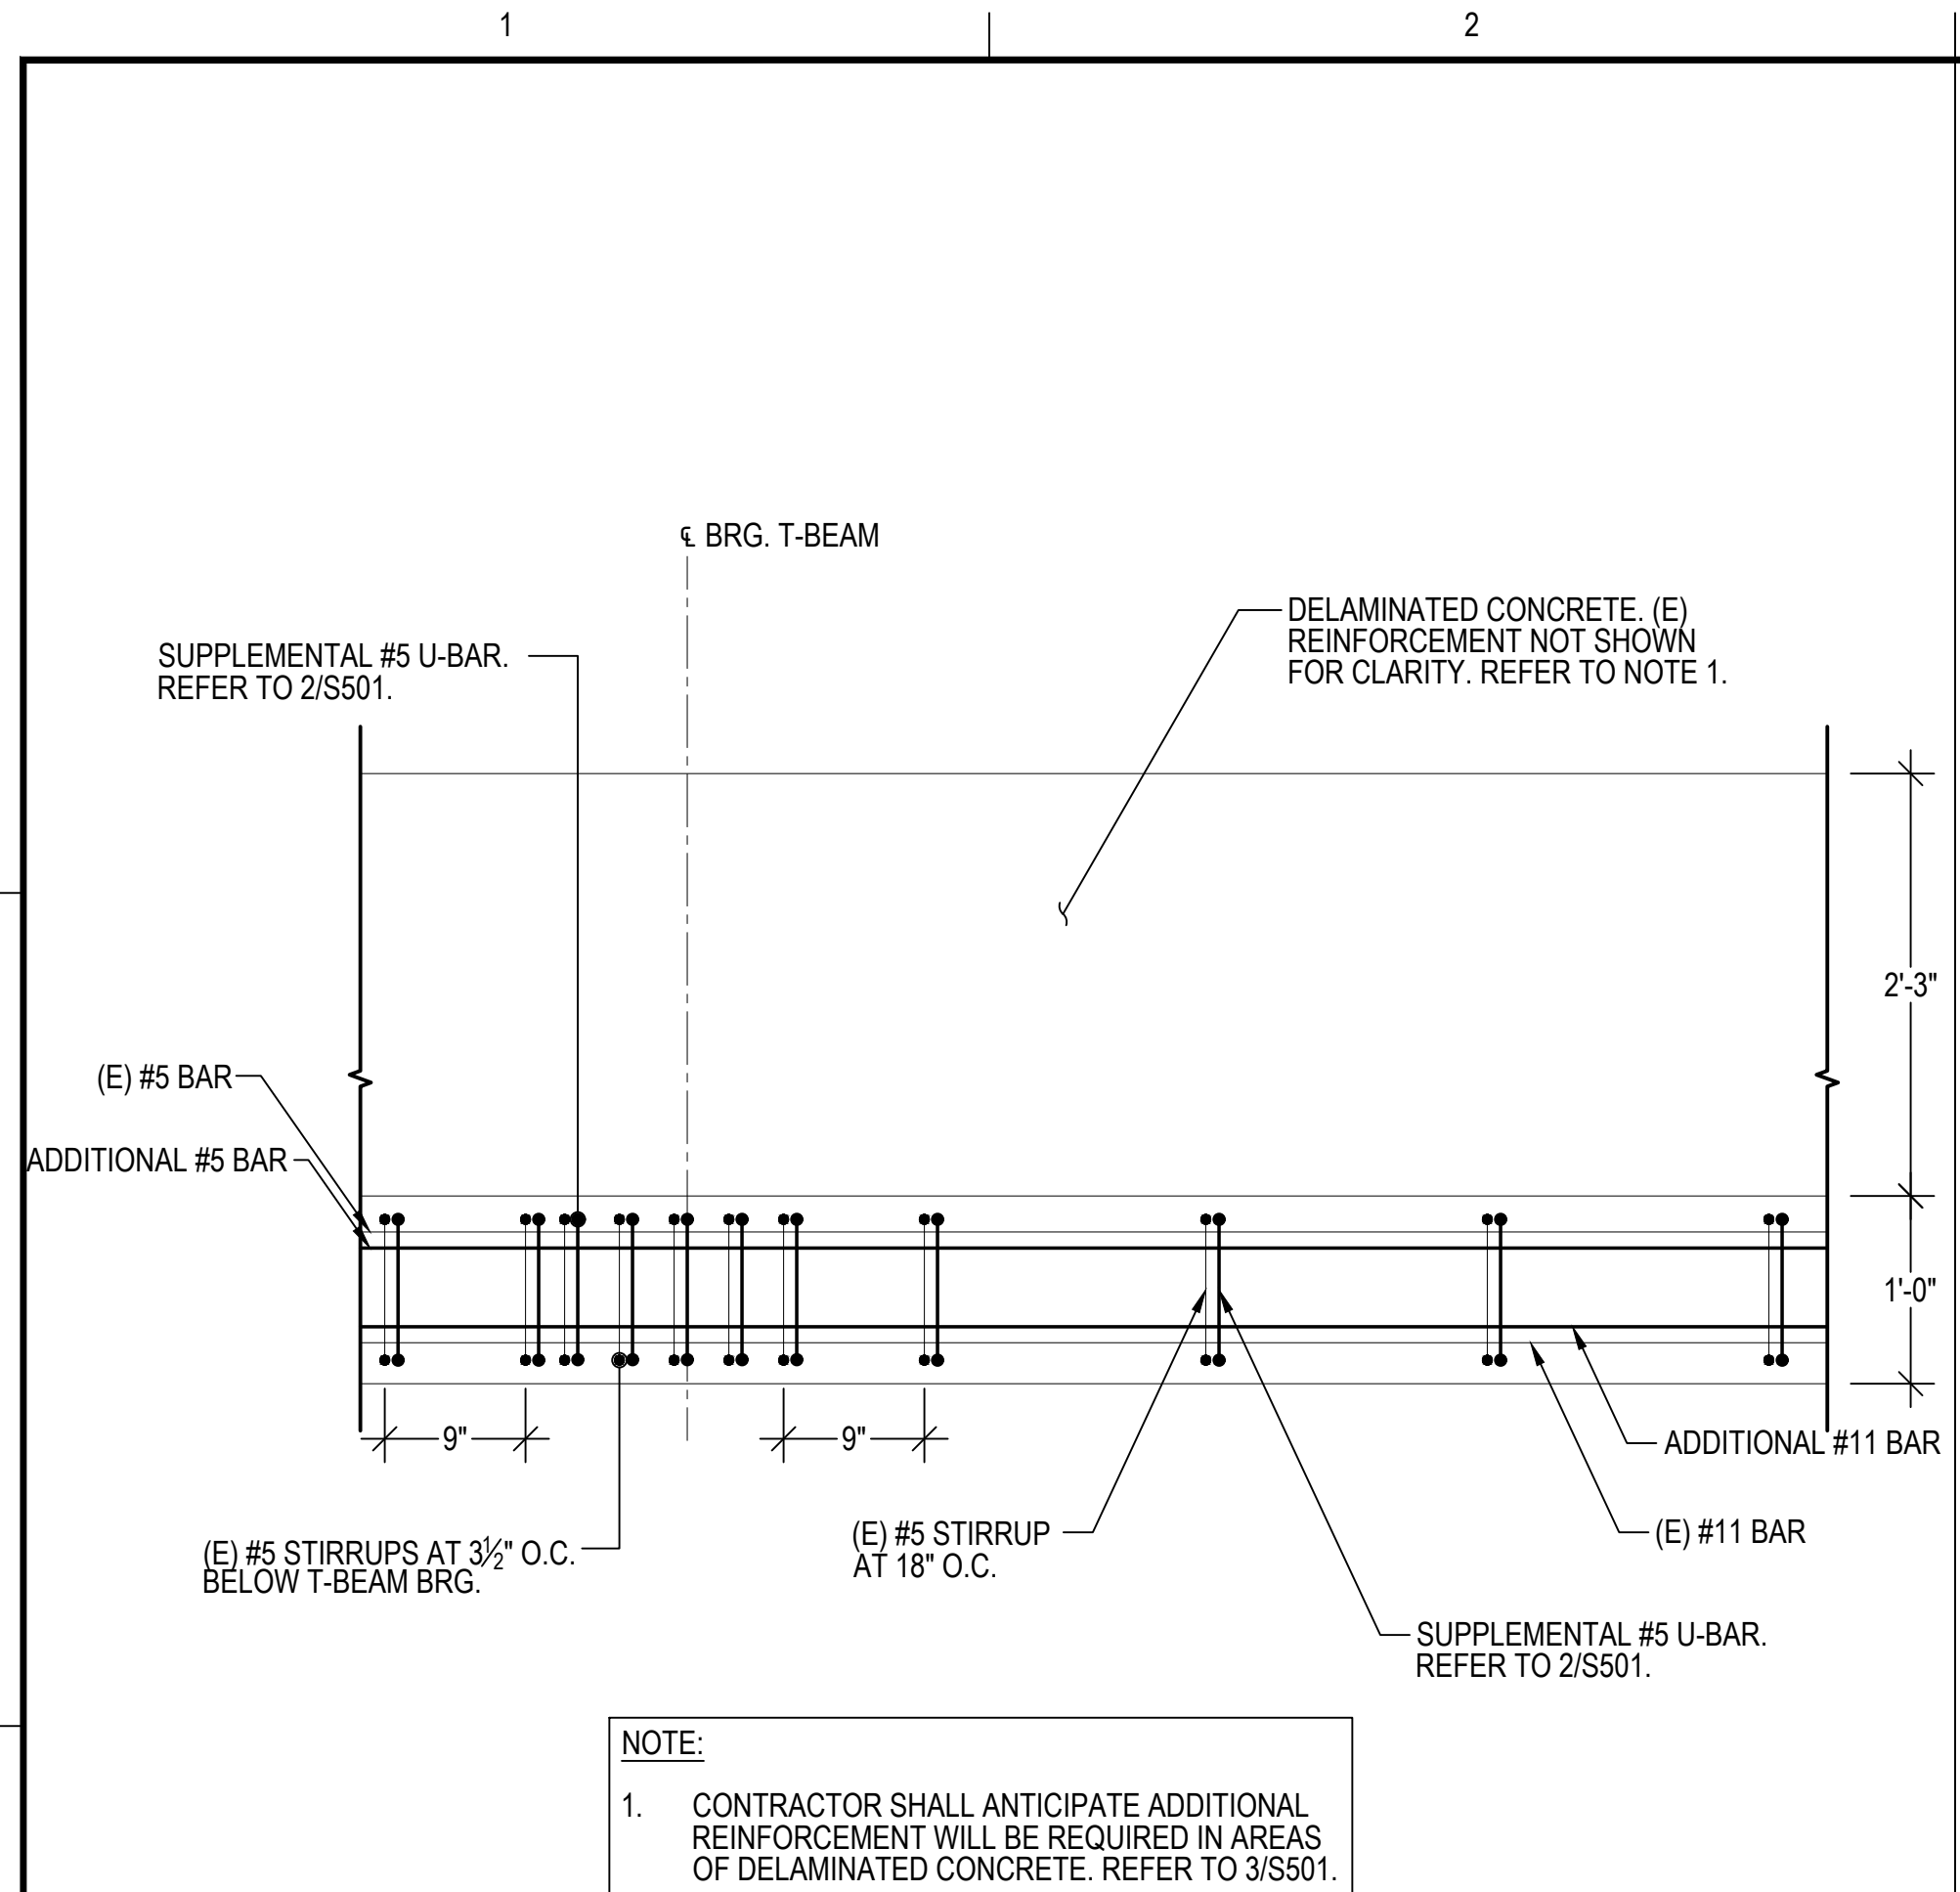 1
2
℄ BRG. T-BEAM
DELAMINATED CONCRETE. (E)
REINFORCEMENT NOT SHOWN
FOR CLARITY. REFER TO NOTE 1.
SUPPLEMENTAL #5 U-BAR.
REFER TO 2/S501.
2'-3"
(E) #5 BAR
ADDITIONAL #5 BAR
1'-0"
9"
9"
ADDITIONAL #11 BAR
(E) #5 STIRRUPS AT 3½" O.C.
BELOW T-BEAM BRG.
(E) #5 STIRRUP
AT 18" O.C.
(E) #11 BAR
SUPPLEMENTAL #5 U-BAR.
REFER TO 2/S501.
NOTE:
1. CONTRACTOR SHALL ANTICIPATE ADDITIONAL
REINFORCEMENT WILL BE REQUIRED IN AREAS
OF DELAMINATED CONCRETE. REFER TO 3/S501.